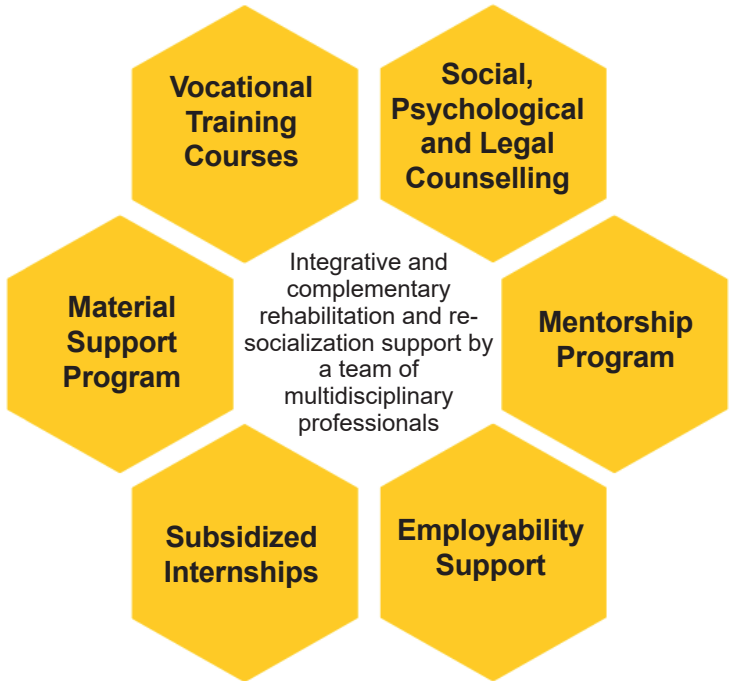 Vocational
Training
Courses
Social,
Psychological
and Legal
Counselling
Integrative and
complementary
rehabilitation and re-
socialization support by
a team of
multidisciplinary
professionals
Material
Support
Program
Mentorship
Program
Subsidized
Internships
Employability
Support